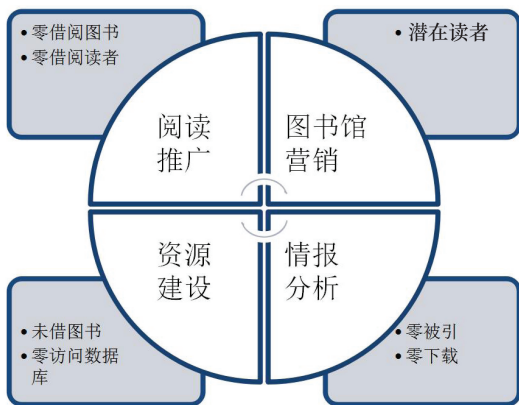 • 零借阅图书
• 零借阅读者
• 潜在读者
阅读
推广
图书馆
营销
资源
建设
情报
分析
• 未借图书
• 零访问数据
库
• 零被引
• 零下载